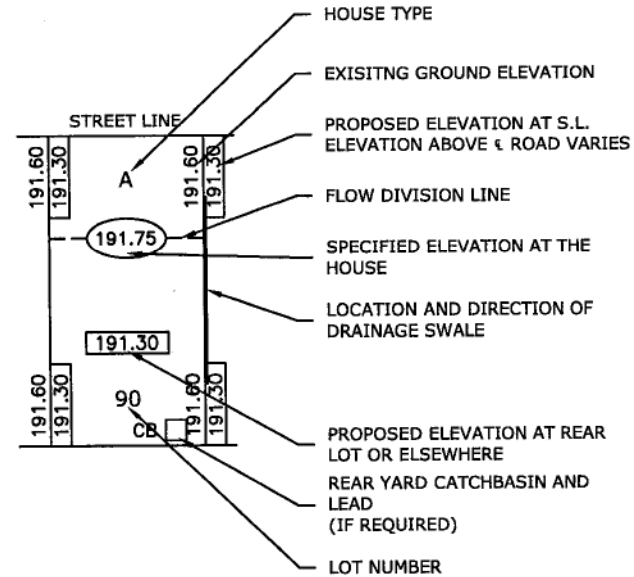 HOUSE TYPE
EXISITNG GROUND ELEVATION
STREET LINE
PROPOSED ELEVATION AT S.L.
ELEVATION ABOVE ℄ ROAD VARIES
191.60
191.30
A
191.60
191.30
FLOW DIVISION LINE
191.75
SPECIFIED ELEVATION AT THE
HOUSE
LOCATION AND DIRECTION OF
DRAINAGE SWALE
191.30
191.60
191.30
90
191.60
191.30
CB
PROPOSED ELEVATION AT REAR
LOT OR ELSEWHERE
REAR YARD CATCHBASIN AND
LEAD
(IF REQUIRED)
LOT NUMBER